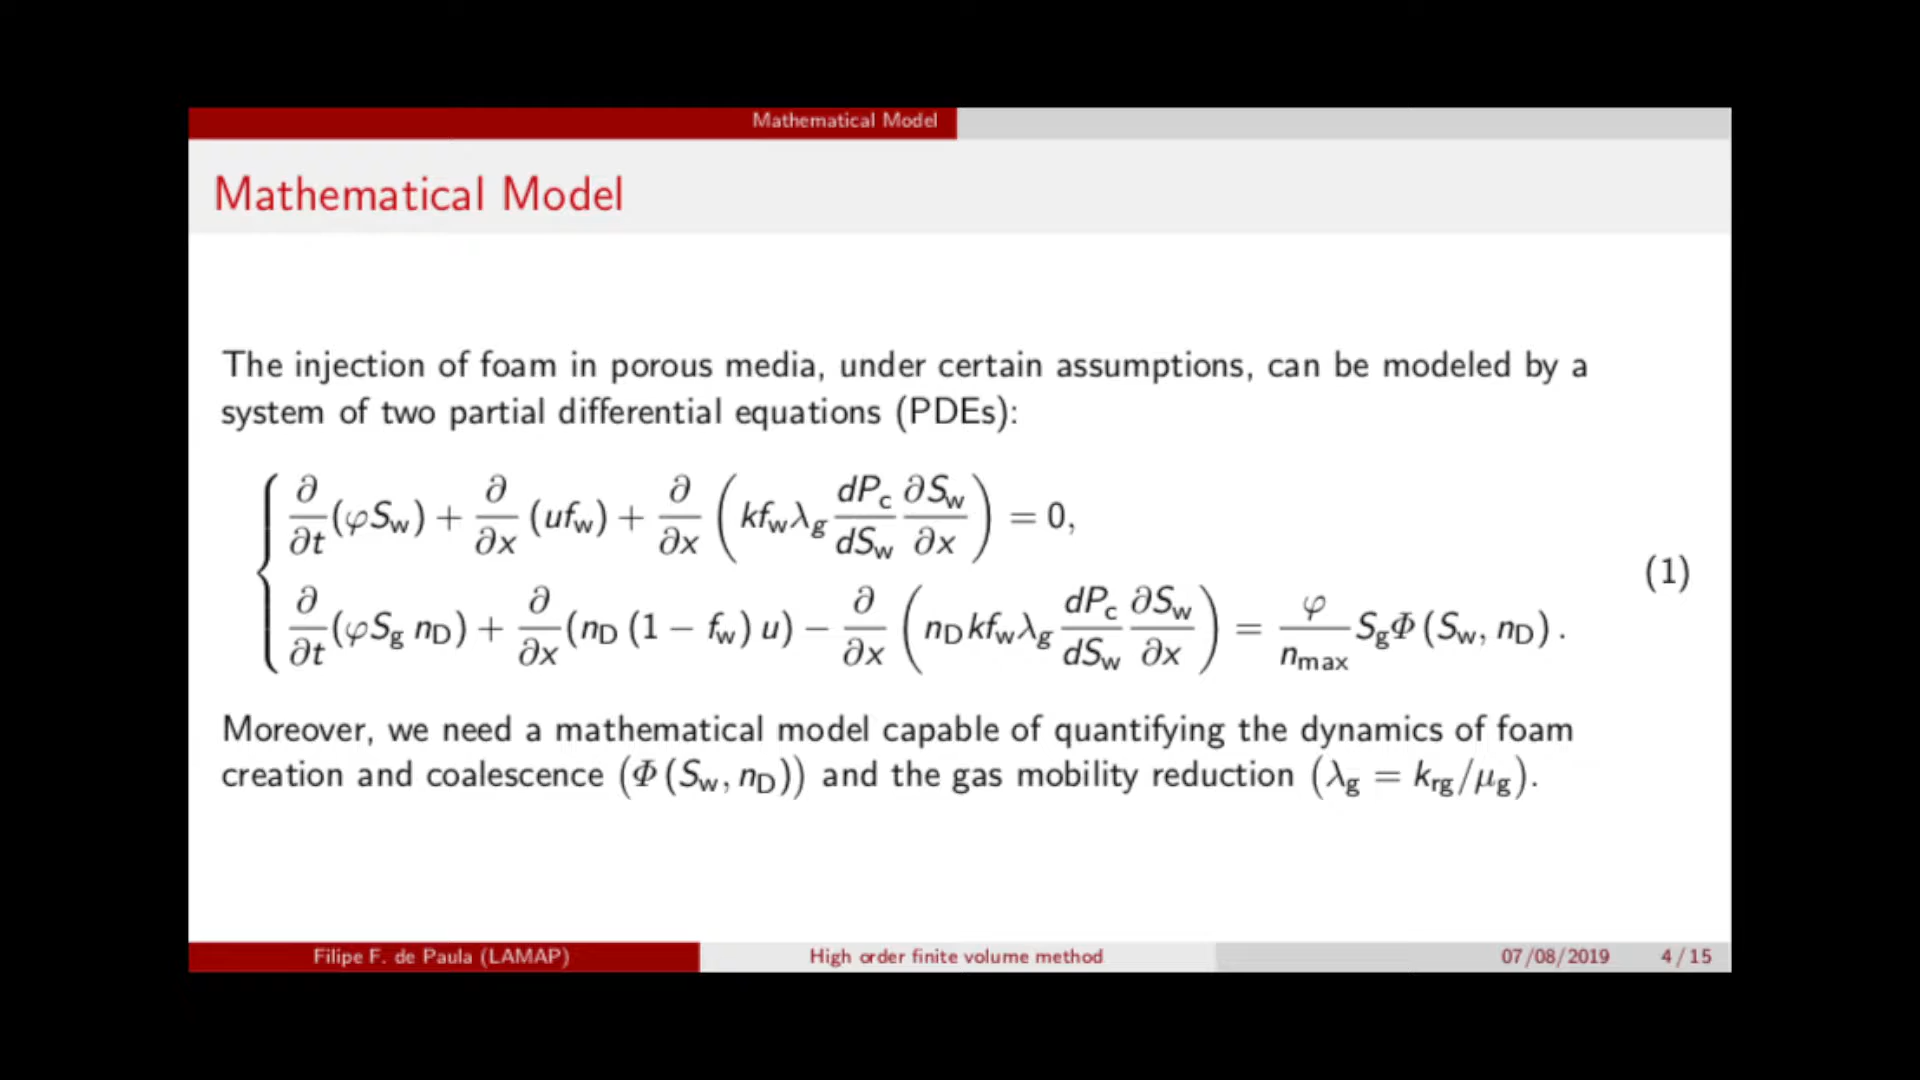 Mathematical Model
Mathematical Model
The injection of foam in porous media, under certain assumptions, can be modeled by a
system of two partial differential equations (PDEs):
∂/∂t (φS_w) + ∂/∂x (uf_w) + ∂/∂x (kf_wλ_g dP_c/dS_w ∂S_w/∂x) = 0,
∂/∂t (φS_g n_D) + ∂/∂x (n_D (1 − f_w) u) − ∂/∂x (n_D kf_wλ_g dP_c/dS_w ∂S_w/∂x) = φ/n_max S_gΦ (S_w, n_D) .
(1)
Moreover, we need a mathematical model capable of quantifying the dynamics of foam
creation and coalescence (Φ (S_w, n_D)) and the gas mobility reduction (λ_g = k_rg/μ_g).
Filipe F. de Paula (LAMAP) High order finite volume method 07/08/2019 4 / 15